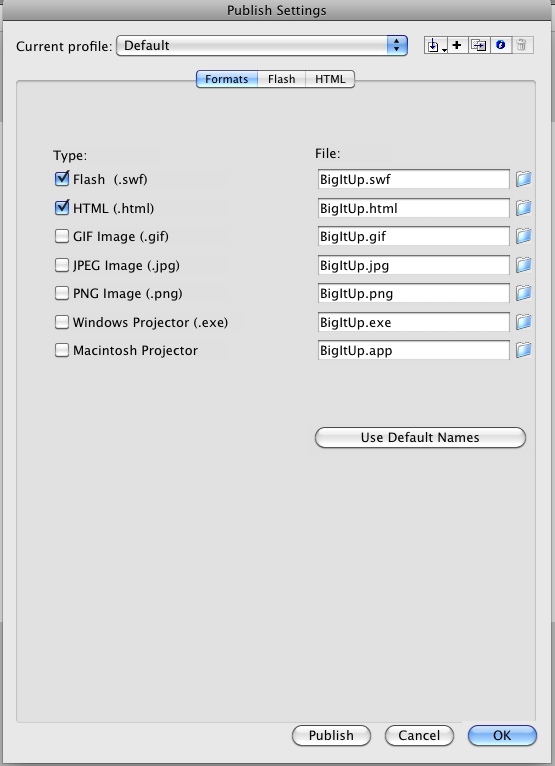 Publish Settings
Current profile: Default
Formats Flash HTML
Type: File:
Flash (.swf) BigItUp.swf
HTML (.html) BigItUp.html
GIF Image (.gif) BigItUp.gif
JPEG Image (.jpg) BigItUp.jpg
PNG Image (.png) BigItUp.png
Windows Projector (.exe) BigItUp.exe
Macintosh Projector BigItUp.app
Use Default Names
Publish Cancel OK